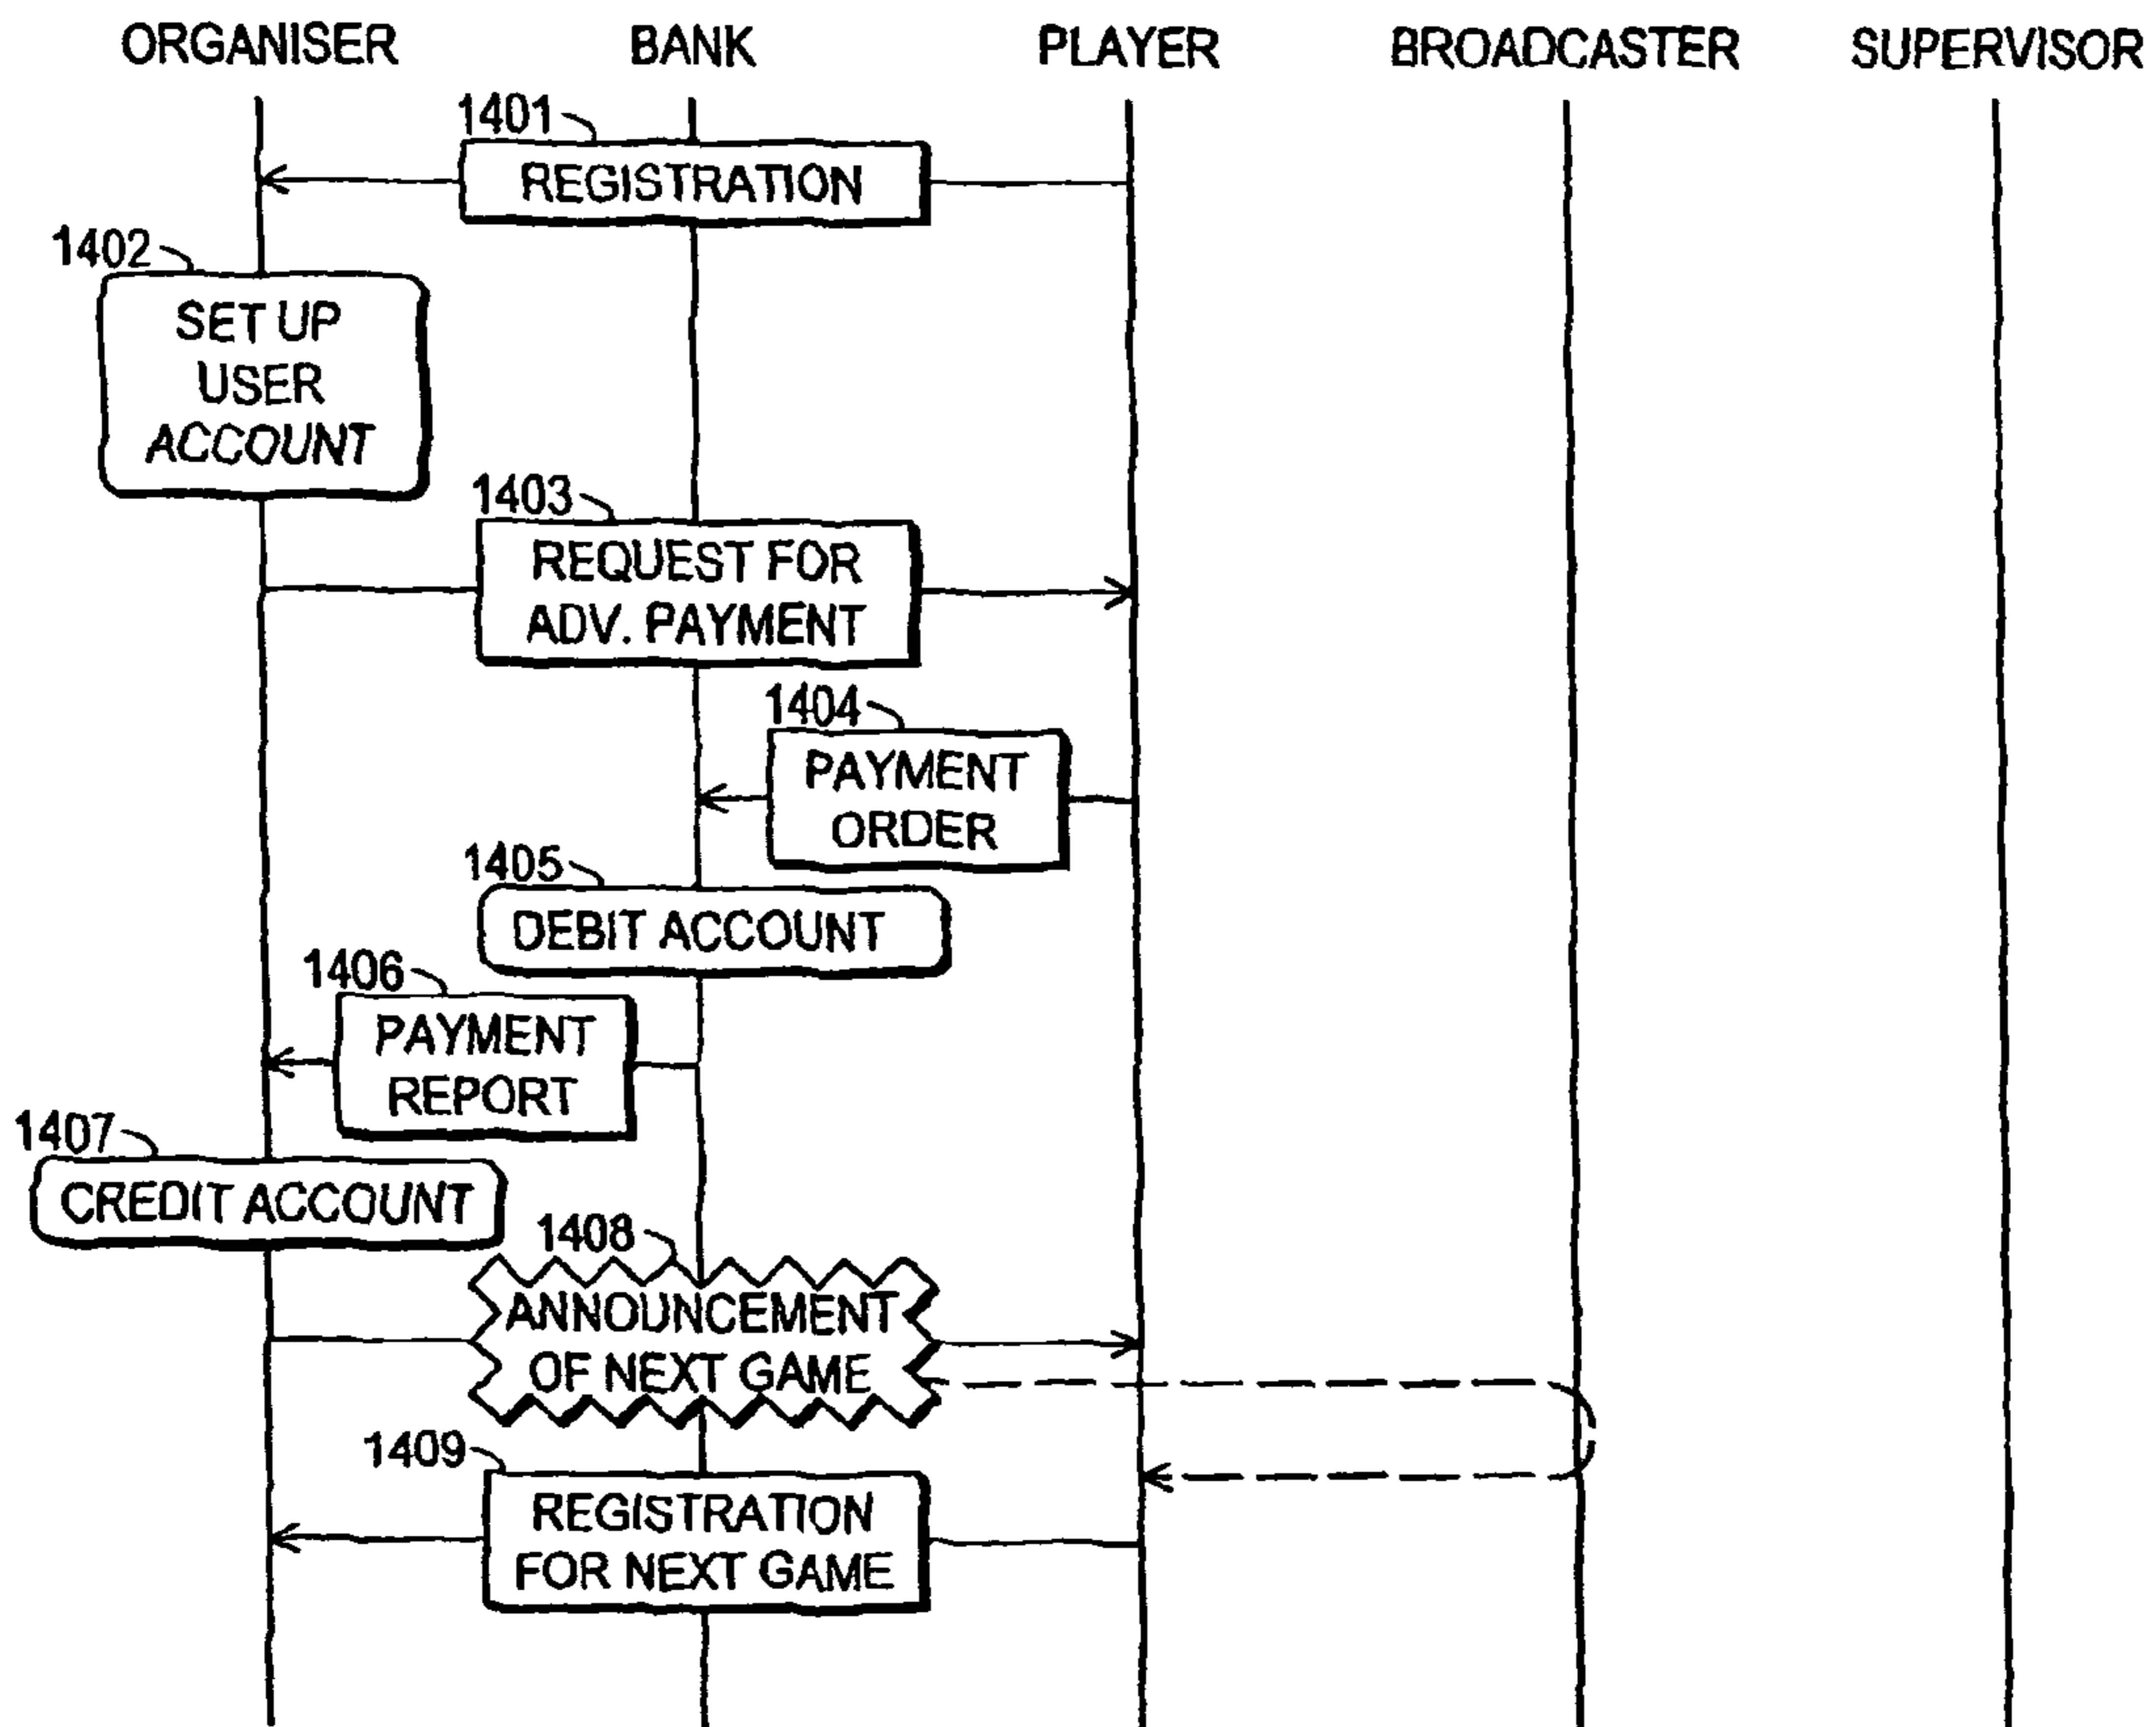 ORGANISER BANK PLAYER BROADCASTER SUPERVISOR
1401
REGISTRATION
1402
SET UP
USER
ACCOUNT
1403
REQUEST FOR
ADV. PAYMENT
1404
PAYMENT
ORDER
1405
DEBIT ACCOUNT
1406
PAYMENT
REPORT
1407
CREDIT ACCOUNT
1408
ANNOUNCEMENT
OF NEXT GAME
1409
REGISTRATION
FOR NEXT GAME